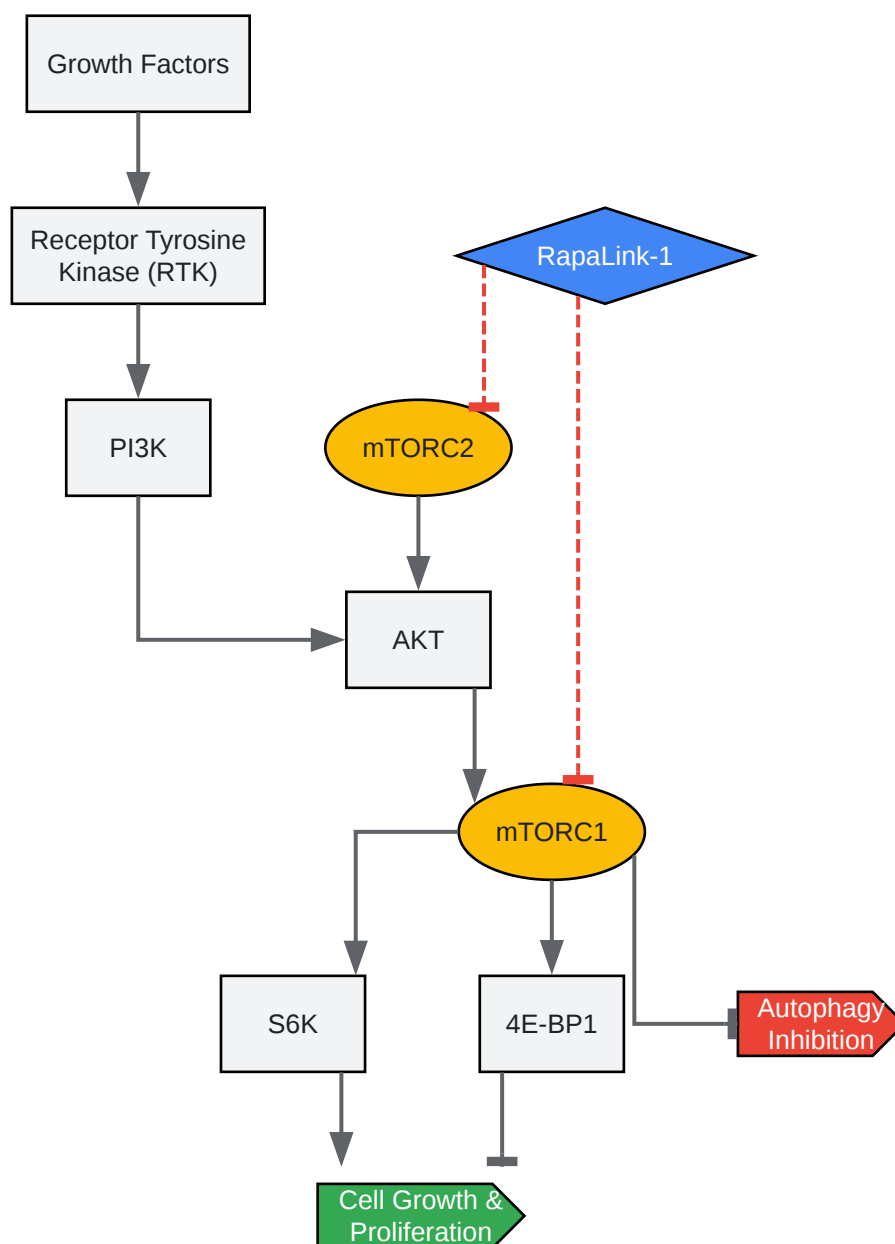 Growth Factors
Receptor Tyrosine
Kinase (RTK)
RapaLink-1
PI3K
mTORC2
AKT
mTORC1
S6K
4E-BP1
Autophagy
Inhibition
Cell Growth &
Proliferation